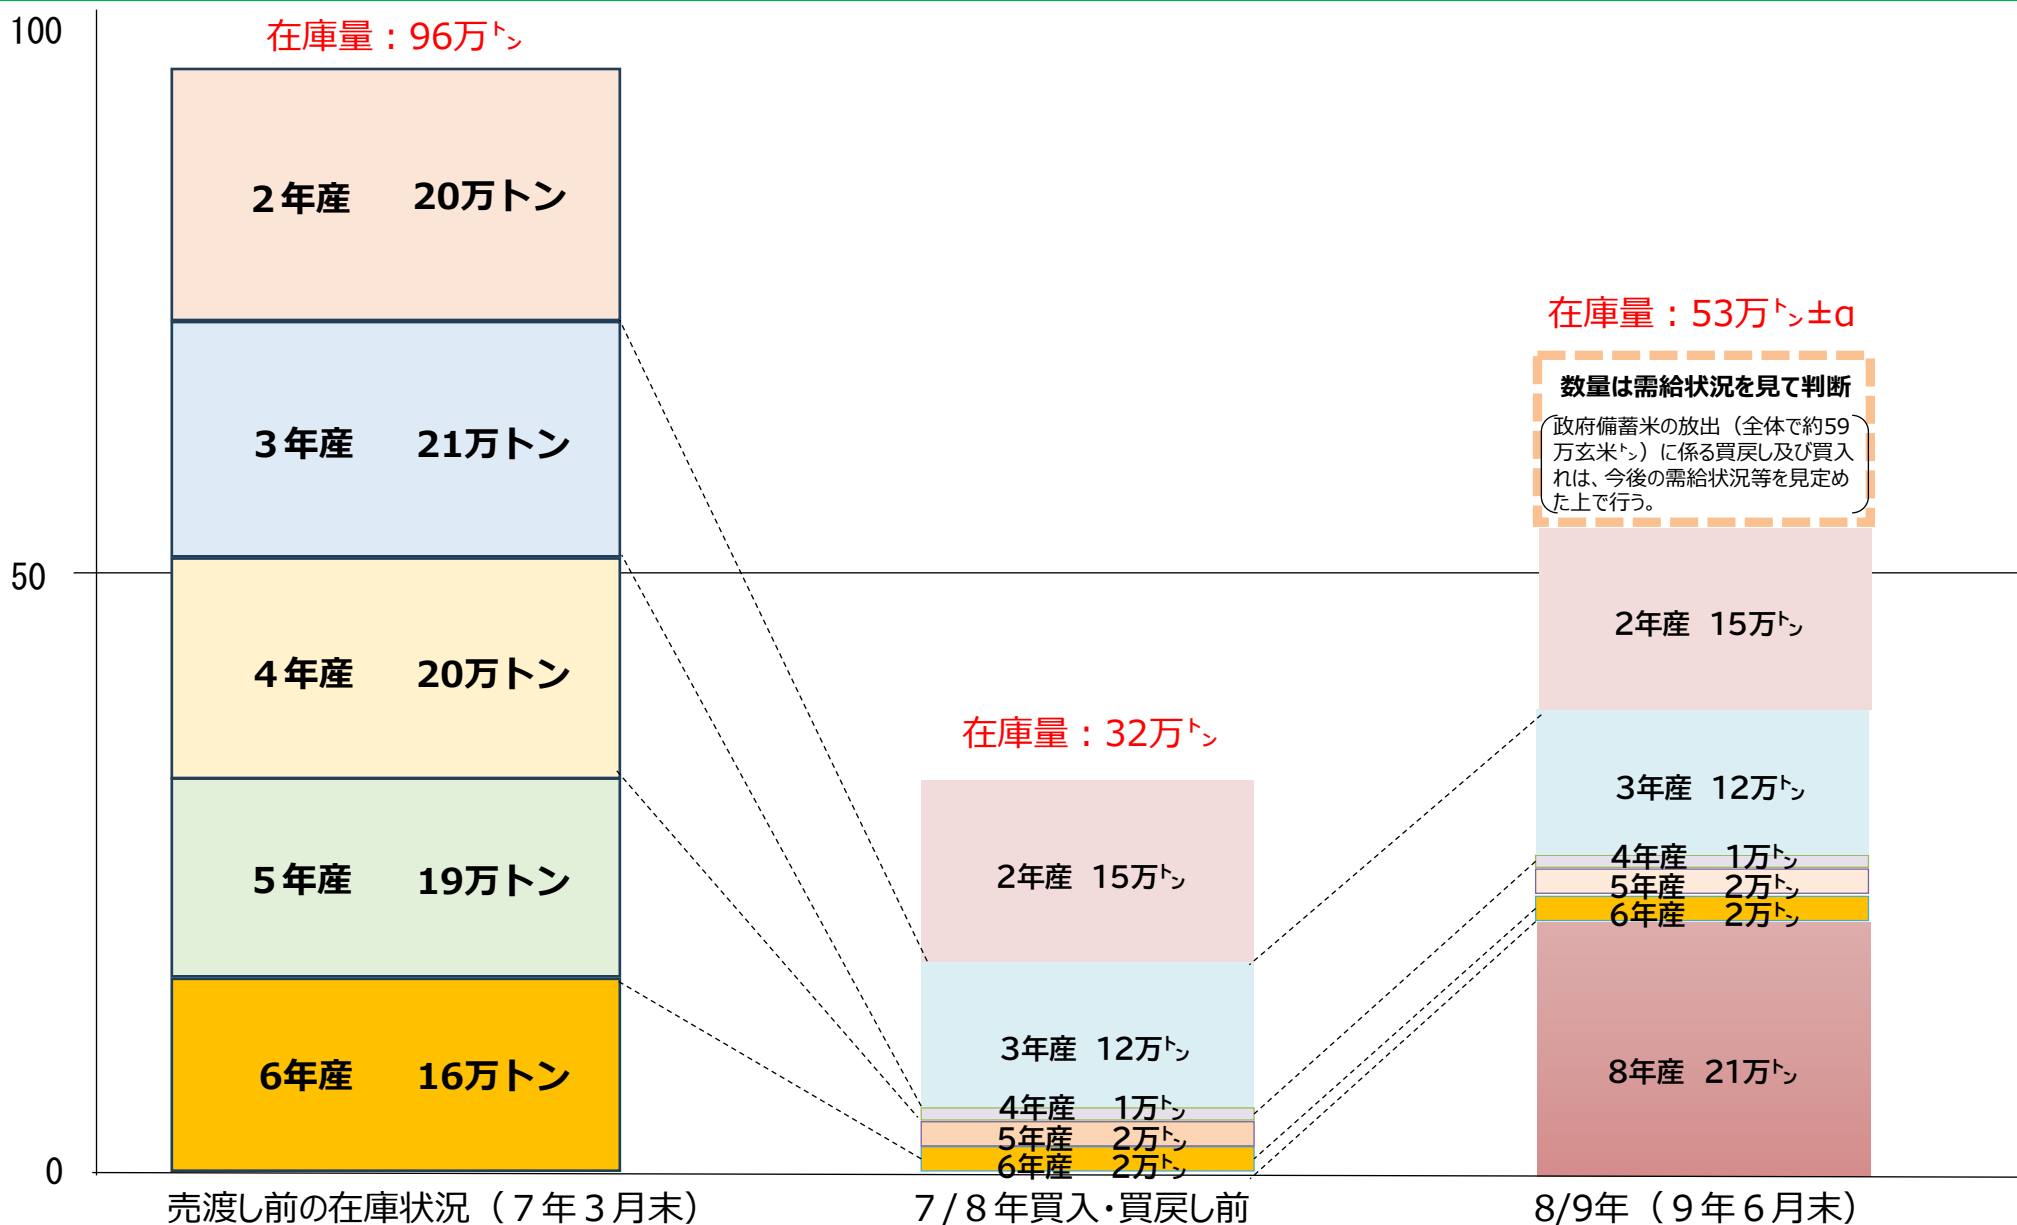 100
50
0
在庫量：96万㌧
２年産　20万トン
３年産　21万トン
４年産　20万トン
５年産　19万トン
6年産　16万トン
売渡し前の在庫状況（７年３月末）
在庫量：32万㌧
2年産 15万㌧
3年産 12万㌧
4年産 1万㌧
5年産 2万㌧
6年産 2万㌧
７/８年買入・買戻し前
在庫量：53万㌧±α
数量は需給状況を見て判断
政府備蓄米の放出（全体で約59
万玄米㌧）に係る買戻し及び買入
れは、今後の需給状況等を見定め
た上で行う。
2年産 15万㌧
3年産 12万㌧
4年産 1万㌧
5年産 2万㌧
6年産 2万㌧
8年産 21万㌧
8/9年（９年６月末）